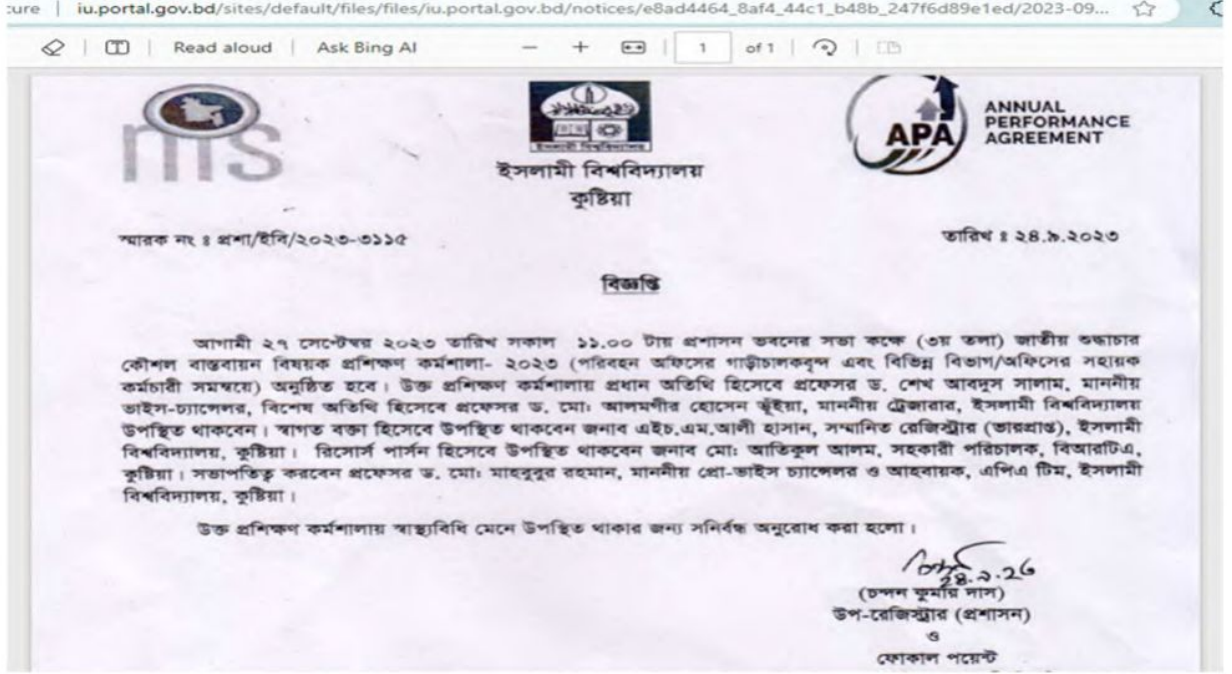 cure | iu.portal.gov.bd/sites/default/files/files/iu.portal.gov.bd/notices/e8ad4464_8af4_44c1_b48b_247f6d89e1ed/2023-09...
Read aloud | Ask Bing AI 1 of 1
nis
ANNUAL
PERFORMANCE
AGREEMENT
APA
ইসলামী বিশ্ববিদ্যালয়
ইসলামী বিশ্ববিদ্যালয়
কুষ্টিয়া
স্মারক নং ঃ প্রশা/ইবি/২০২৩-৩১১৫
তারিখ ঃ ২৪.৯.২০২৩
বিজ্ঞপ্তি
আগামী ২৭ সেপ্টেম্বর ২০২৩ তারিখ সকাল ১১.০০ টায় প্রশাসন ভবনের সভা কক্ষে (৩য় তলা) জাতীয় শুদ্ধাচার
কৌশল বাস্তবায়ন বিষয়ক প্রশিক্ষণ কর্মশালা- ২০২৩ (পরিবহন অফিসের গাড়ীচালকবৃন্দ এবং বিভিন্ন বিভাগ/অফিসের সহায়ক
কর্মচারী সমন্বয়ে) অনুষ্ঠিত হবে। উক্ত প্রশিক্ষণ কর্মশালায় প্রধান অতিথি হিসেবে প্রফেসর ড. শেখ আবদুস সালাম, মাননীয়
ভাইস-চ্যান্সেলর, বিশেষ অতিথি হিসেবে প্রফেসর ড. মোঃ আলমগীর হোসেন ভূঁইয়া, মাননীয় ট্রেজারার, ইসলামী বিশ্ববিদ্যালয়
উপস্থিত থাকবেন। স্বাগত বক্তা হিসেবে উপস্থিত থাকবেন জনাব এইচ.এম.আলী হাসান, সম্মানিত রেজিস্ট্রার (ভারপ্রাপ্ত), ইসলামী
বিশ্ববিদ্যালয়, কুষ্টিয়া। রিসোর্স পার্সন হিসেবে উপস্থিত থাকবেন জনাব মোঃ আতিকুল আলম, সহকারী পরিচালক, বিআরটিএ,
কুষ্টিয়া। সভাপতিত্ব করবেন প্রফেসর ড. মোঃ মাহবুবুর রহমান, মাননীয় প্রো-ভাইস চ্যান্সেলর ও আহবায়ক, এপিএ টিম, ইসলামী
বিশ্ববিদ্যালয়, কুষ্টিয়া।
উক্ত প্রশিক্ষণ কর্মশালায় স্বাস্থ্যবিধি মেনে উপস্থিত থাকার জন্য সনির্বন্ধ অনুরোধ করা হলো।
২৪.৯.২৩
(চন্দন কুমার দাস)
উপ-রেজিস্ট্রার (প্রশাসন)
ও
ফোকাল পয়েন্ট